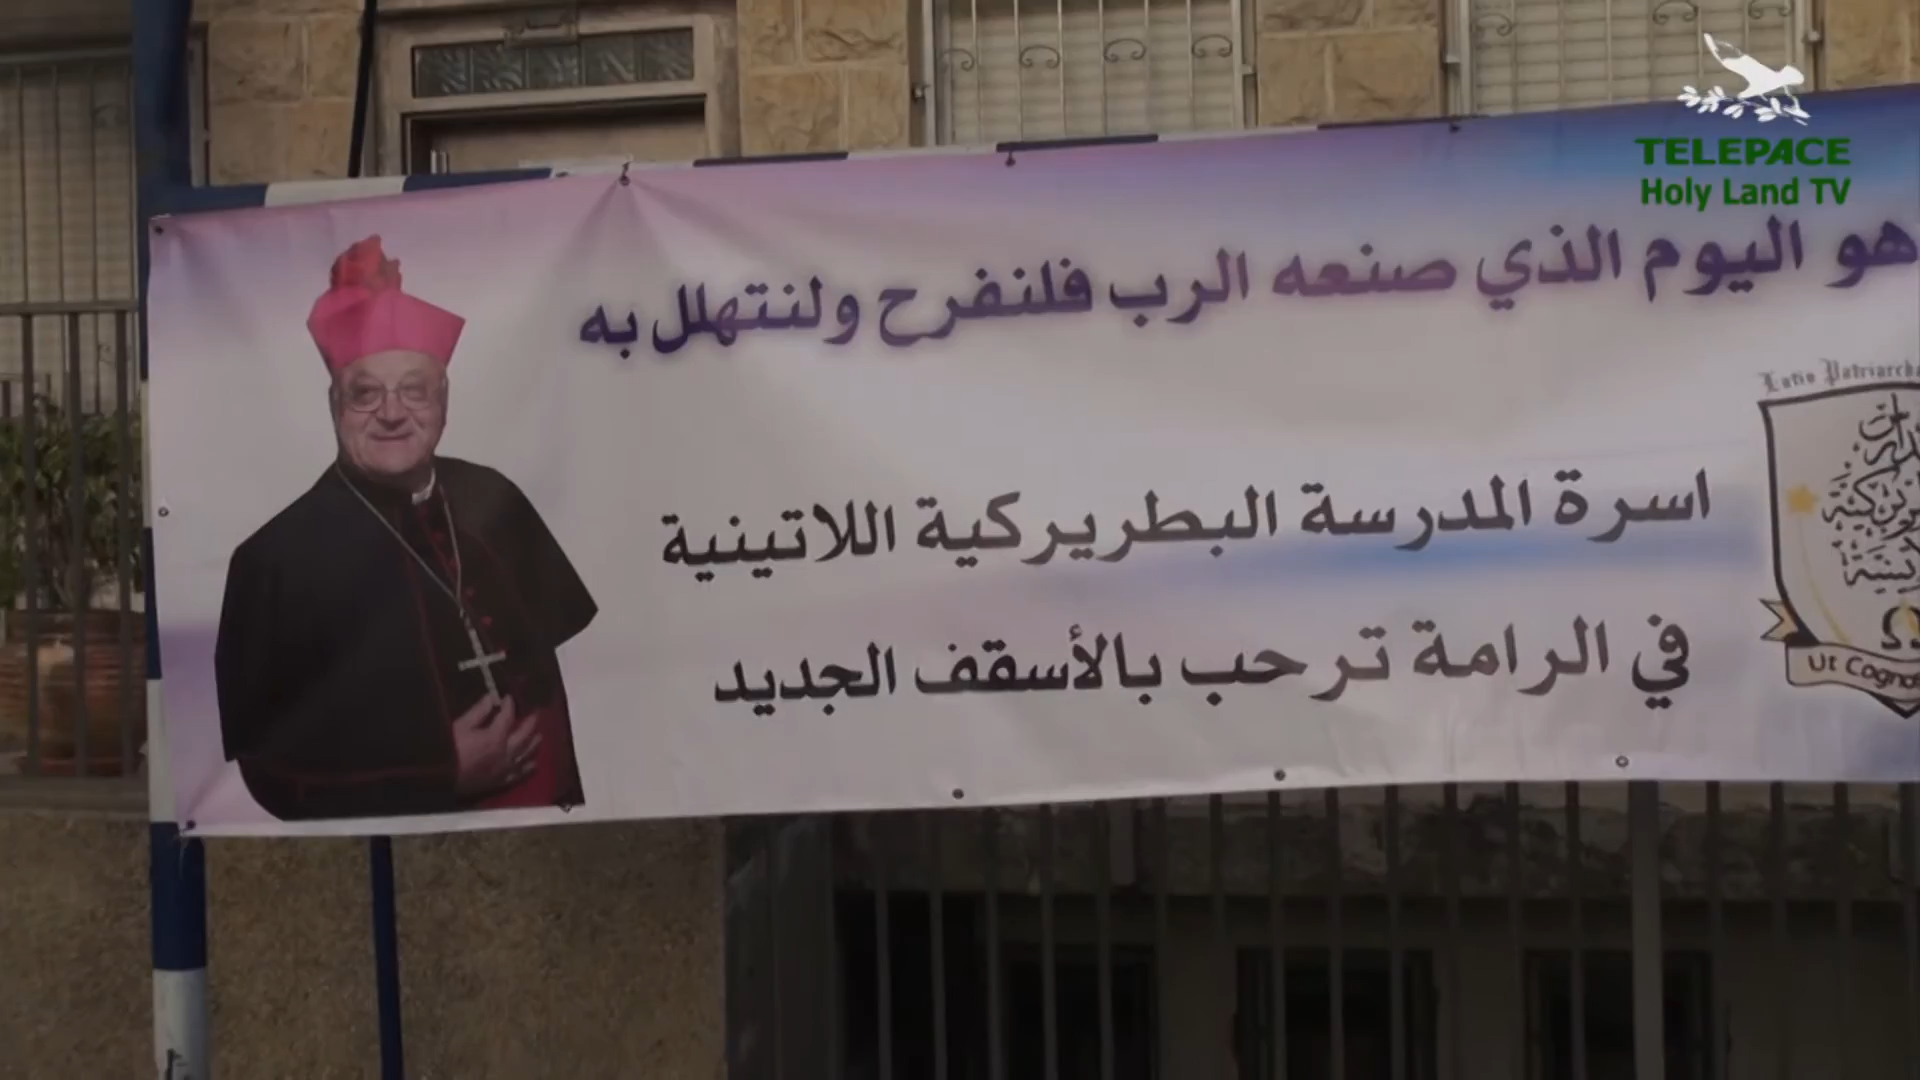 TELEPACE
Holy Land TV
هو اليوم الذي صنعه الرب فلنفرح ولنتهلل به
اسرة المدرسة البطريركية اللاتينية
في الرامة ترحب بالأسقف الجديد
Latin
Ut